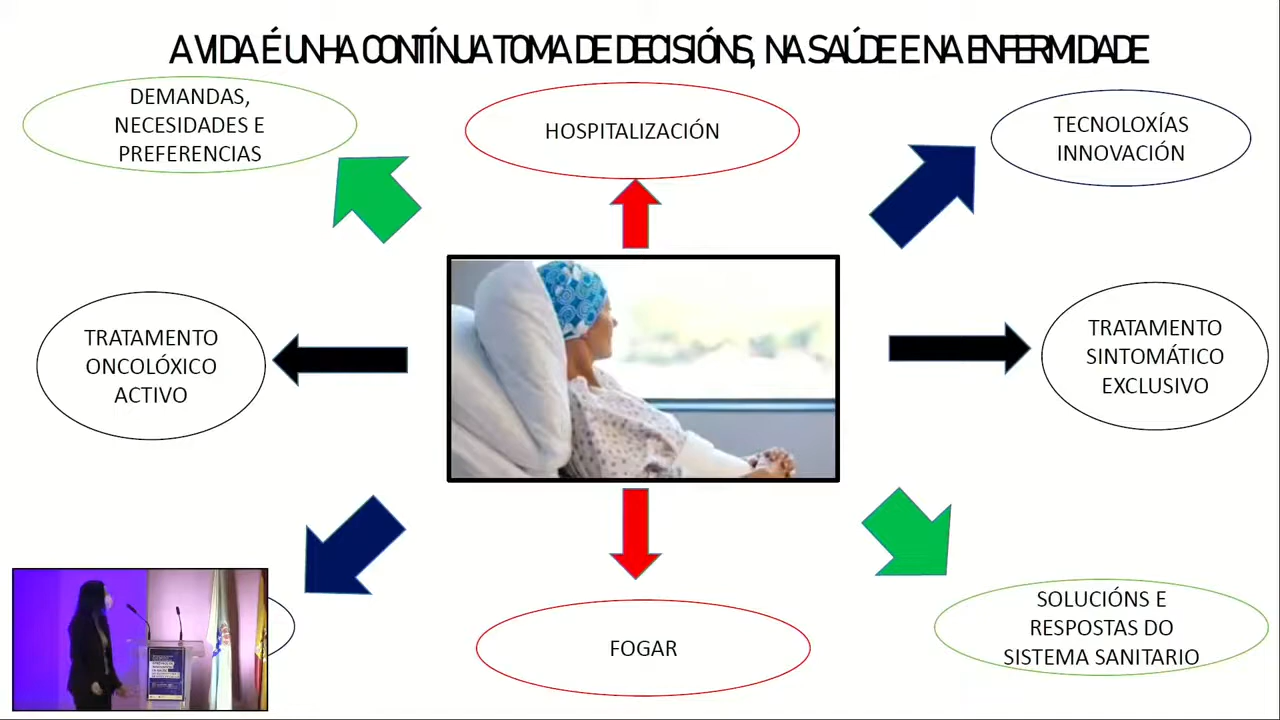 A VIDA É UNHA CONTÍNUA TOMA DE DECISIÓNS, NA SAÚDE E NA ENFERMIDADE
DEMANDAS,
NECESIDADES E
PREFERENCIAS
HOSPITALIZACIÓN
TECNOLOXÍAS
INNOVACIÓN
TRATAMENTO
ONCOLÓXICO
ACTIVO
TRATAMENTO
SINTOMÁTICO
EXCLUSIVO
FOGAR
SOLUCIÓNS E
RESPOSTAS DO
SISTEMA SANITARIO